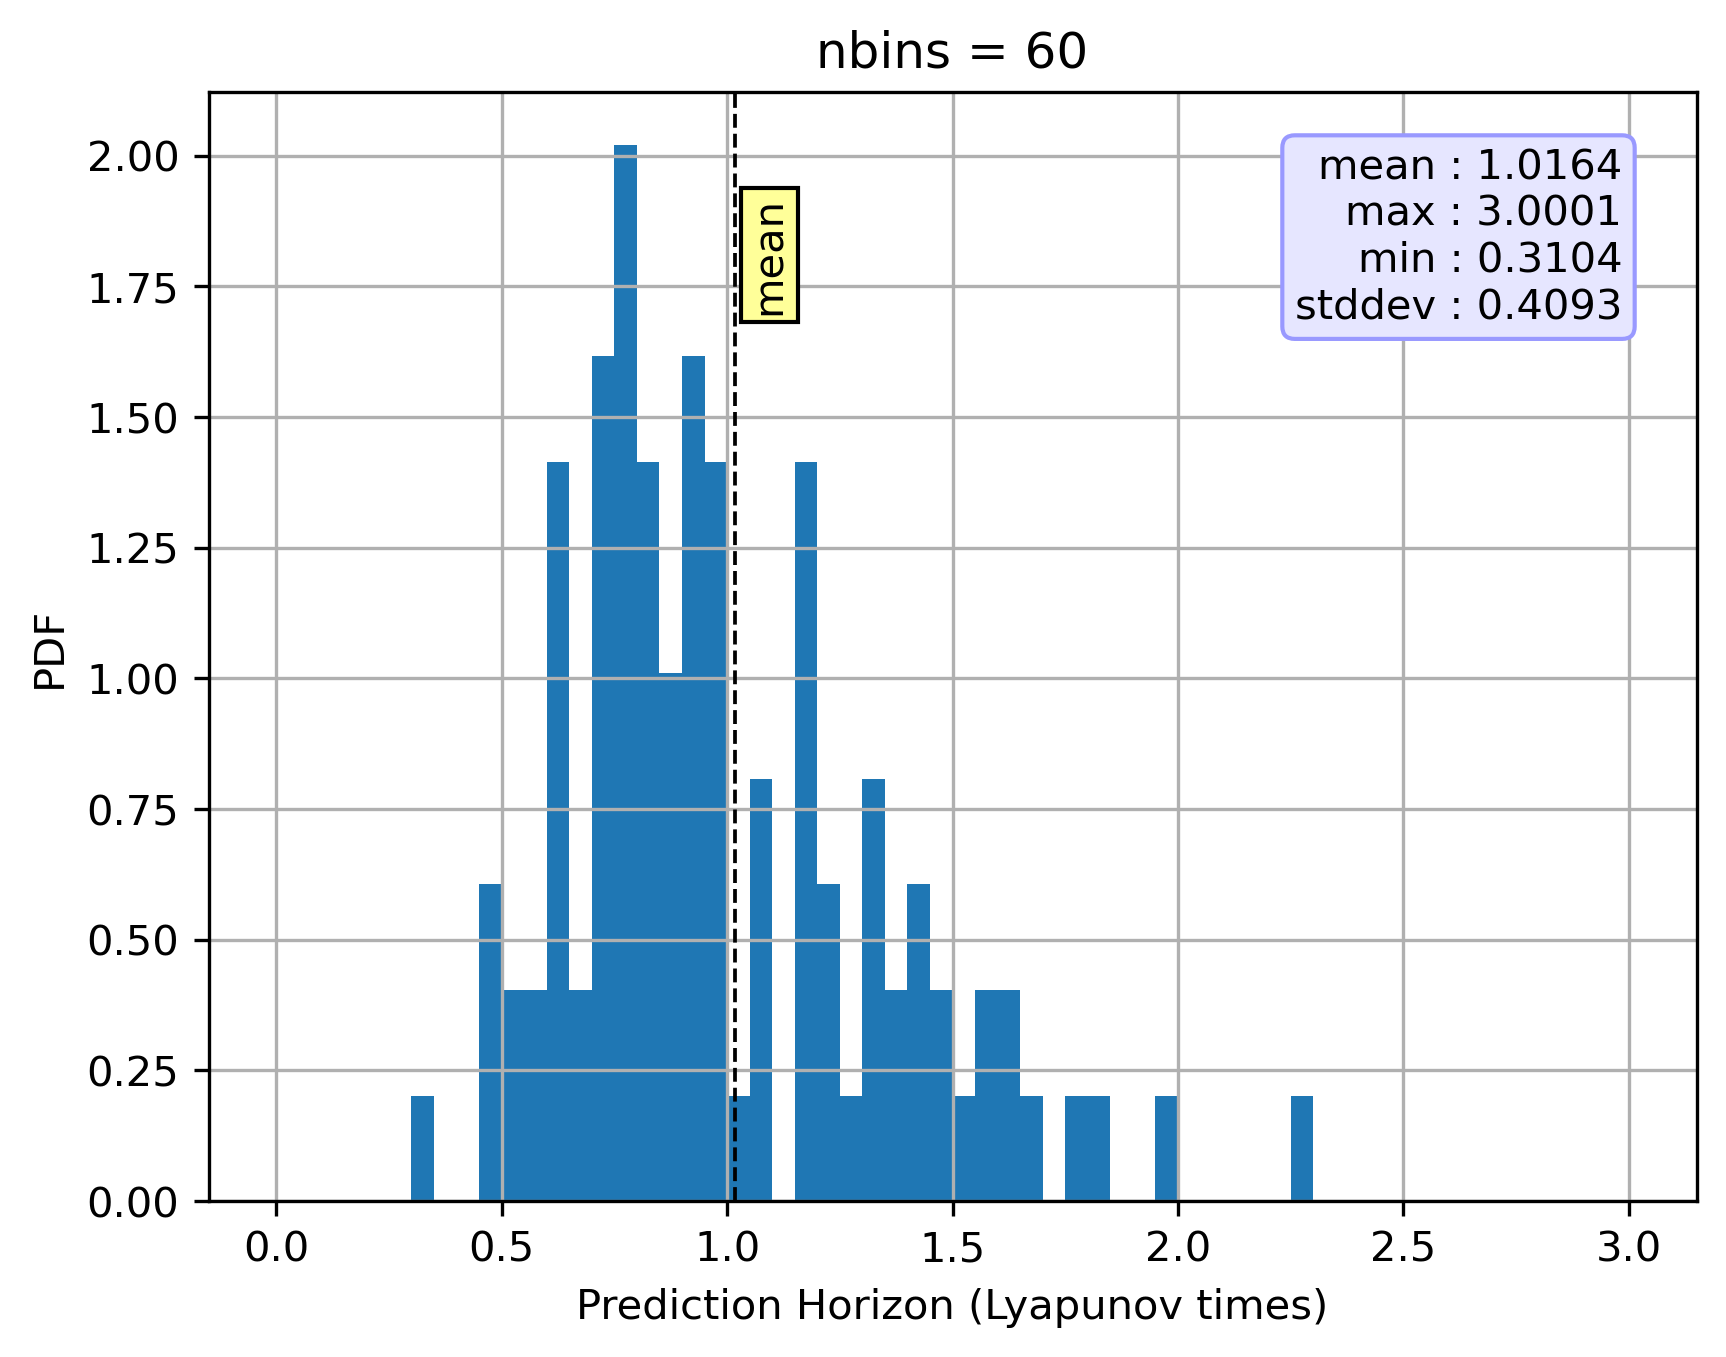 nbins = 60
mean : 1.0164
max : 3.0001
min : 0.3104
stddev : 0.4093
mean
PDF
2.00
1.75
1.50
1.25
1.00
0.75
0.50
0.25
0.00
0.0 0.5 1.0 1.5 2.0 2.5 3.0
Prediction Horizon (Lyapunov times)